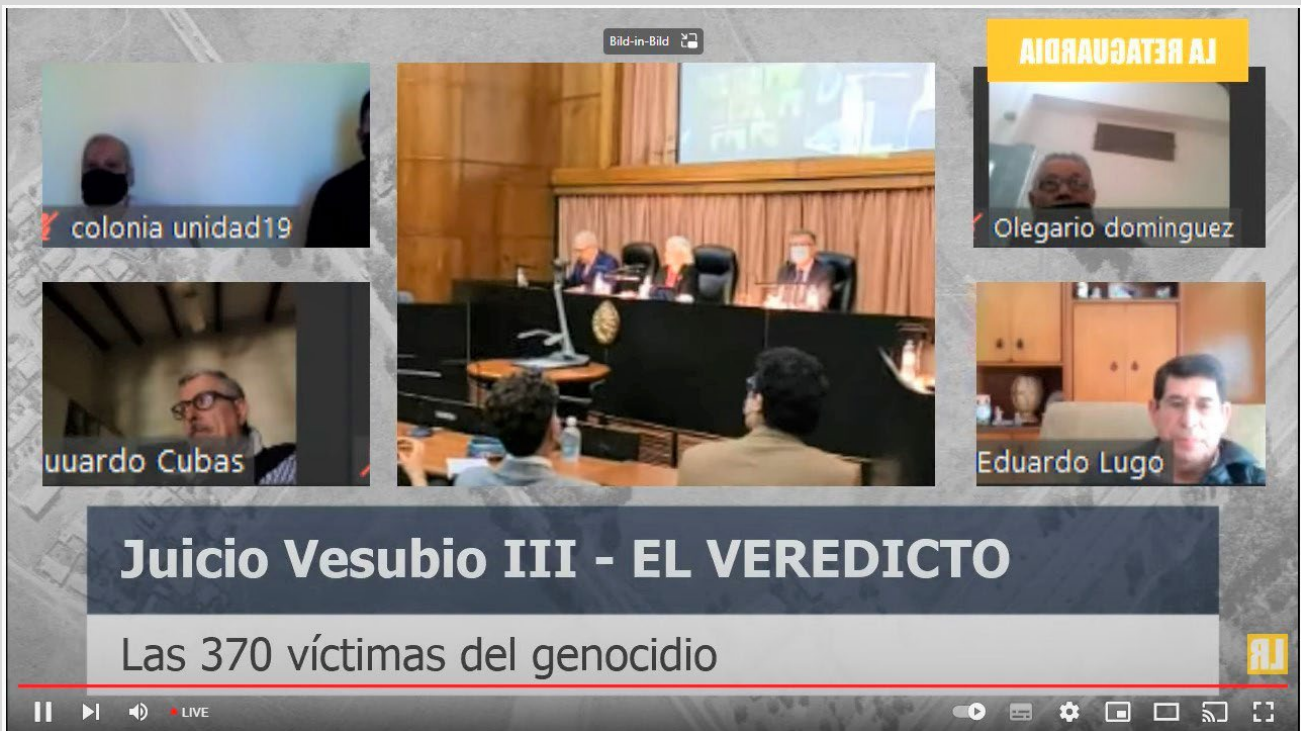 Bild-in-Bild
LA RETAGUARDIA
colonia unidad19
Olegario dominguez
uuardo Cubas
Eduardo Lugo
Juicio Vesubio III - EL VEREDICTO
Las 370 víctimas del genocidio
LR
LIVE